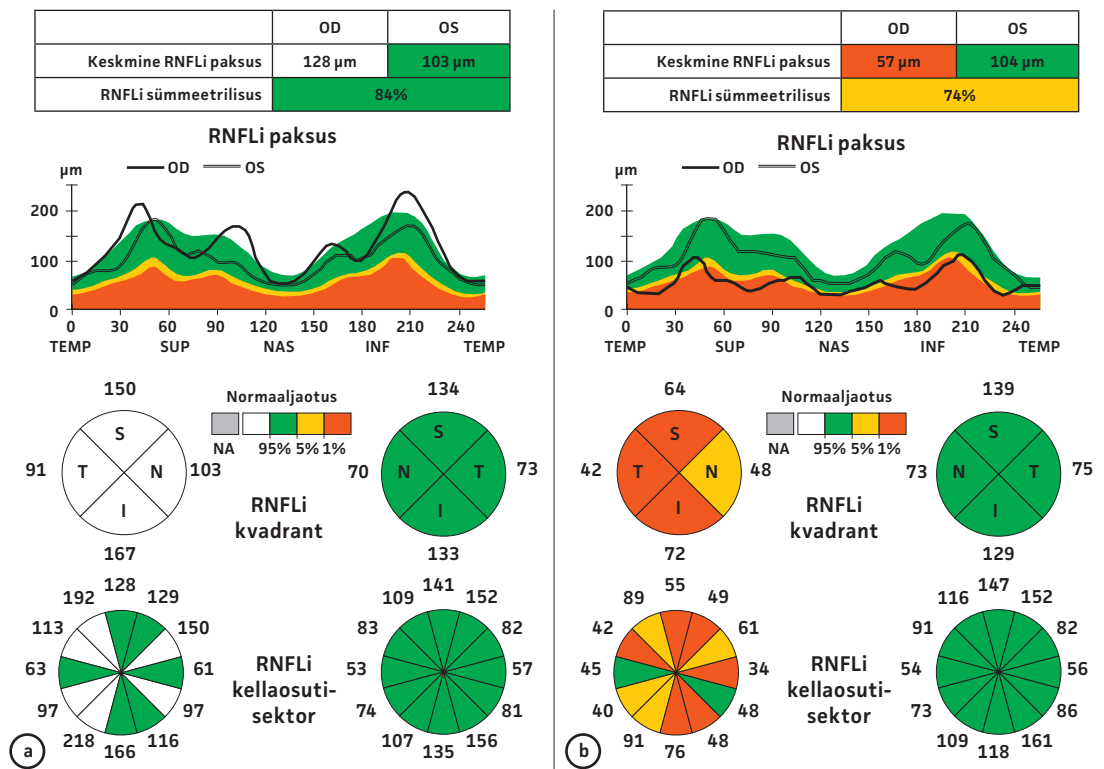 OD OS
Keskmine RNFLi paksus 128 µm 103 µm
RNFLi sümmeetrilisus 84%
RNFLi paksus
µm OD OS
200
100
0
0 30 60 90 120 150 180 210 240
TEMP SUP NAS INF TEMP
150 134
Normaaljaotus
NA 95% 5% 1%
S S
91 T N 103 70 N T 73
I I
RNFLi
kvadrant
167 133
128 141
192 129 109 152
113 150 83 82
63 61 53 57
97 97 74 81
218 116 107 156
166 135
RNFLi
kellaosuti-
sektor
a
OD OS
Keskmine RNFLi paksus 57 µm 104 µm
RNFLi sümmeetrilisus 74%
RNFLi paksus
µm OD OS
200
100
0
0 30 60 90 120 150 180 210 240
TEMP SUP NAS INF TEMP
64 139
Normaaljaotus
NA 95% 5% 1%
S S
42 T N 48 73 N T 75
I I
RNFLi
kvadrant
72 129
55 147
89 49 116 152
42 61 91 82
45 34 54 56
40 48 73 86
91 48 109 161
76 118
RNFLi
kellaosuti-
sektor
b